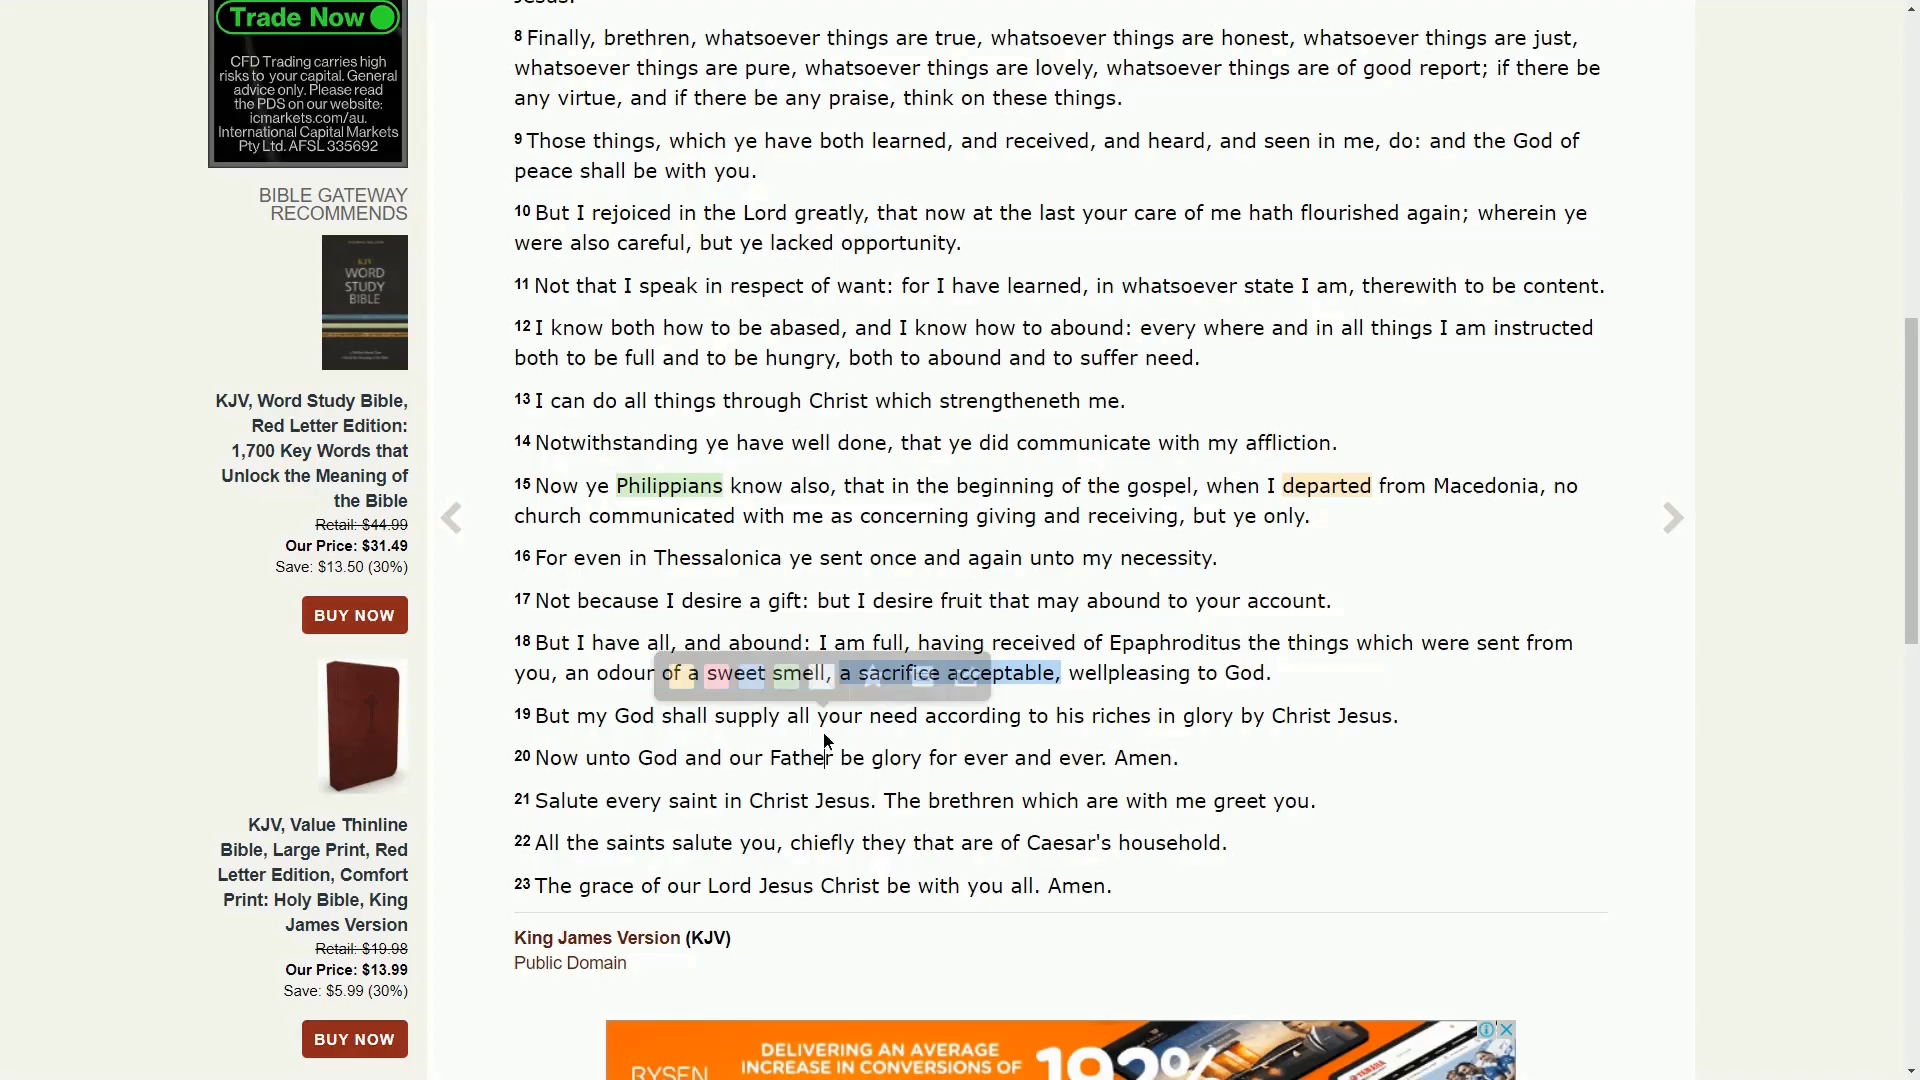 Trade Now
CFD Trading carries high
risks to your capital. General
advice only. Please read
the PDS on our website:
icmarkets.com/au.
International Capital Markets
Pty Ltd. AFSL 335692
BIBLE GATEWAY
RECOMMENDS
KJV
WORD
STUDY
BIBLE
KJV, Word Study Bible,
Red Letter Edition:
1,700 Key Words that
Unlock the Meaning of
the Bible
Retail: $44.99
Our Price: $31.49
Save: $13.50 (30%)
BUY NOW
KJV, Value Thinline
Bible, Large Print, Red
Letter Edition, Comfort
Print: Holy Bible, King
James Version
Retail: $19.98
Our Price: $13.99
Save: $5.99 (30%)
BUY NOW
Jesus.
8 Finally, brethren, whatsoever things are true, whatsoever things are honest, whatsoever things are just,
whatsoever things are pure, whatsoever things are lovely, whatsoever things are of good report; if there be
any virtue, and if there be any praise, think on these things.
9 Those things, which ye have both learned, and received, and heard, and seen in me, do: and the God of
peace shall be with you.
10 But I rejoiced in the Lord greatly, that now at the last your care of me hath flourished again; wherein ye
were also careful, but ye lacked opportunity.
11 Not that I speak in respect of want: for I have learned, in whatsoever state I am, therewith to be content.
12 I know both how to be abased, and I know how to abound: every where and in all things I am instructed
both to be full and to be hungry, both to abound and to suffer need.
13 I can do all things through Christ which strengtheneth me.
14 Notwithstanding ye have well done, that ye did communicate with my affliction.
15 Now ye Philippians know also, that in the beginning of the gospel, when I departed from Macedonia, no
church communicated with me as concerning giving and receiving, but ye only.
16 For even in Thessalonica ye sent once and again unto my necessity.
17 Not because I desire a gift: but I desire fruit that may abound to your account.
18 But I have all, and abound: I am full, having received of Epaphroditus the things which were sent from
you, an odour of a sweet smell, a sacrifice acceptable, wellpleasing to God.
19 But my God shall supply all your need according to his riches in glory by Christ Jesus.
20 Now unto God and our Father be glory for ever and ever. Amen.
21 Salute every saint in Christ Jesus. The brethren which are with me greet you.
22 All the saints salute you, chiefly they that are of Caesar's household.
23 The grace of our Lord Jesus Christ be with you all. Amen.
King James Version (KJV)
Public Domain
RYSEN
DELIVERING AN AVERAGE
INCREASE IN CONVERSIONS OF
192%